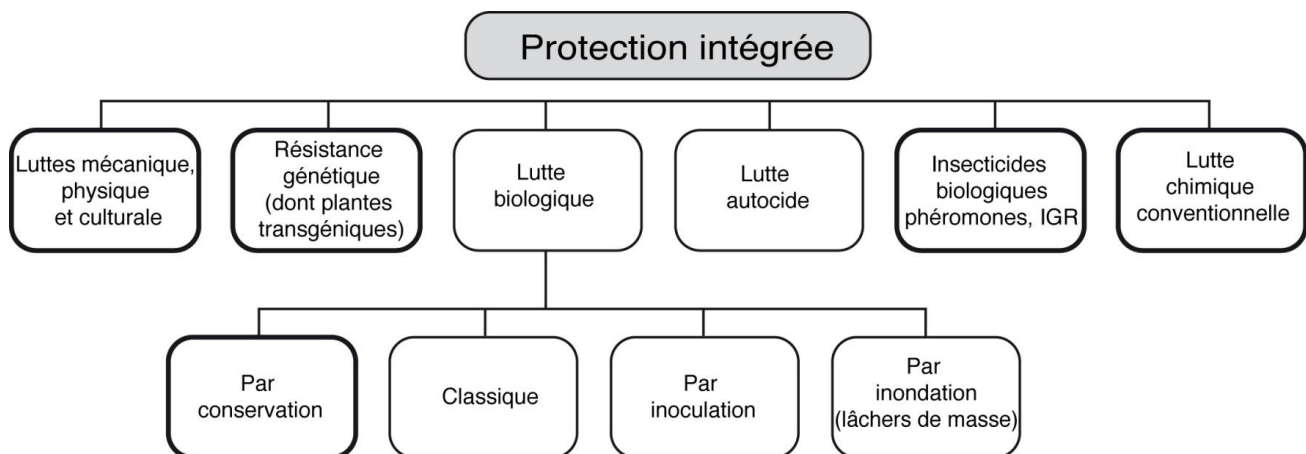 Protection intégrée
Luttes mécanique,
physique
et culturale
Résistance
génétique
(dont plantes
transgéniques)
Lutte
biologique
Lutte
autocide
Insecticides
biologiques
phéromones, IGR
Lutte
chimique
conventionnelle
Par
conservation
Classique
Par
inoculation
Par
inondation
(lâchers de masse)